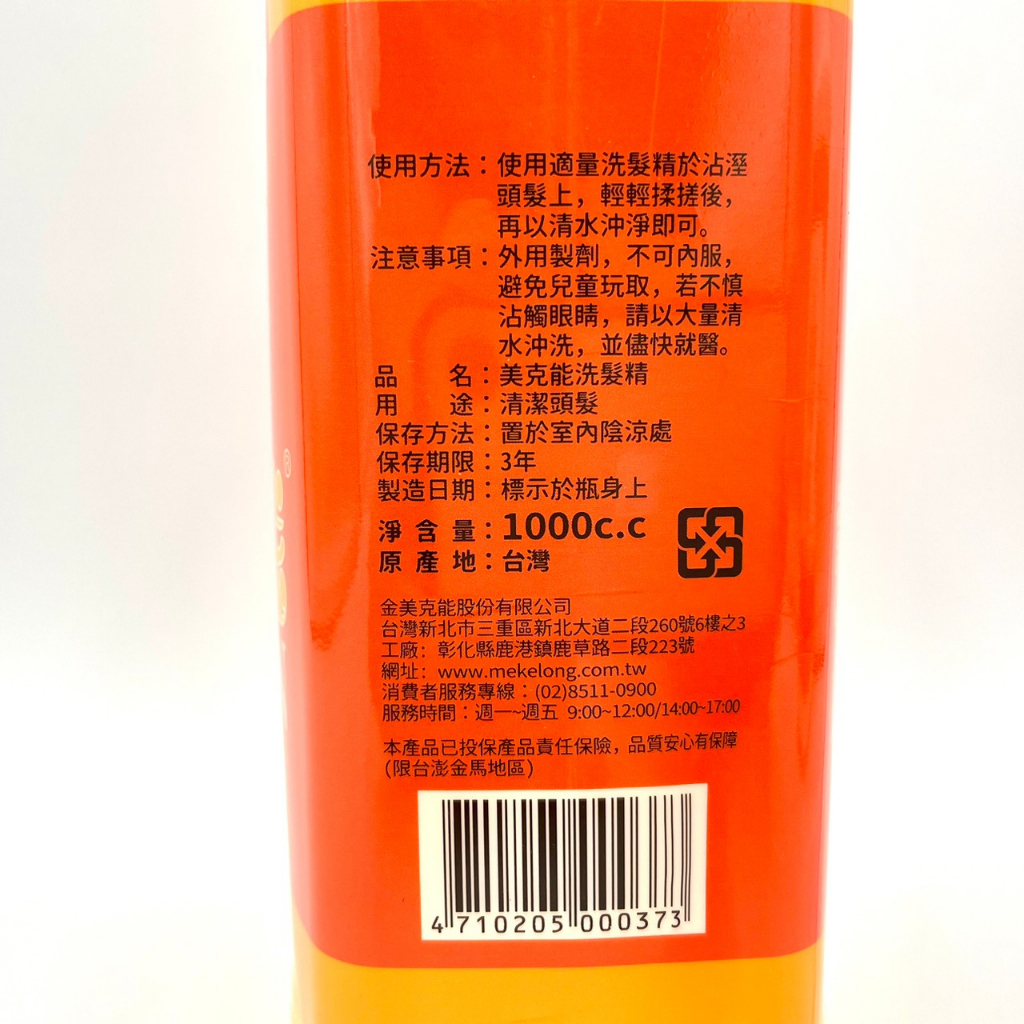 使用方法：使用適量洗髮精於沾溼
頭髮上，輕輕揉搓後，
再以清水沖淨即可。
注意事項：外用製劑，不可內服，
避免兒童玩取，若不慎
沾觸眼睛，請以大量清
水沖洗，並儘快就醫。
品　　名：美克能洗髮精
用　　途：清潔頭髮
保存方法：置於室內陰涼處
保存期限：3年
製造日期：標示於瓶身上
淨 含 量：1000c.c
原 產 地：台灣
金美克能股份有限公司
台灣新北市三重區新北大道二段260號6樓之3
工廠：彰化縣鹿港鎮鹿草路二段223號
網址：www.mekelong.com.tw
消費者服務專線：(02)8511-0900
服務時間：週一~週五 9:00~12:00/14:00~17:00
本產品已投保產品責任保險，品質安心有保障
(限台澎金馬地區)
4 710205 000373